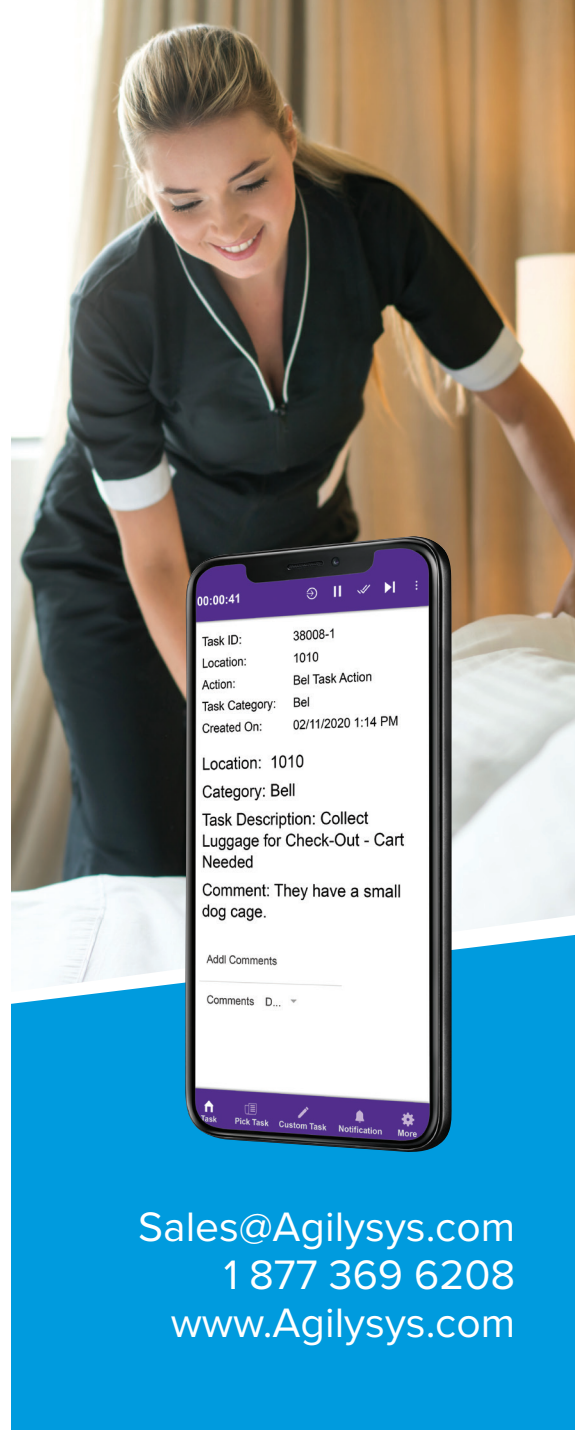 00:00:41
Task ID: 38008-1
Location: 1010
Action: Bel Task Action
Task Category: Bel
Created On: 02/11/2020 1:14 PM
Location: 1010
Category: Bell
Task Description: Collect
Luggage for Check-Out - Cart
Needed
Comment: They have a small
dog cage.
Addl Comments
Comments D...
Task Pick Task Custom Task Notification More
Sales@Agilysys.com
1 877 369 6208
www.Agilysys.com